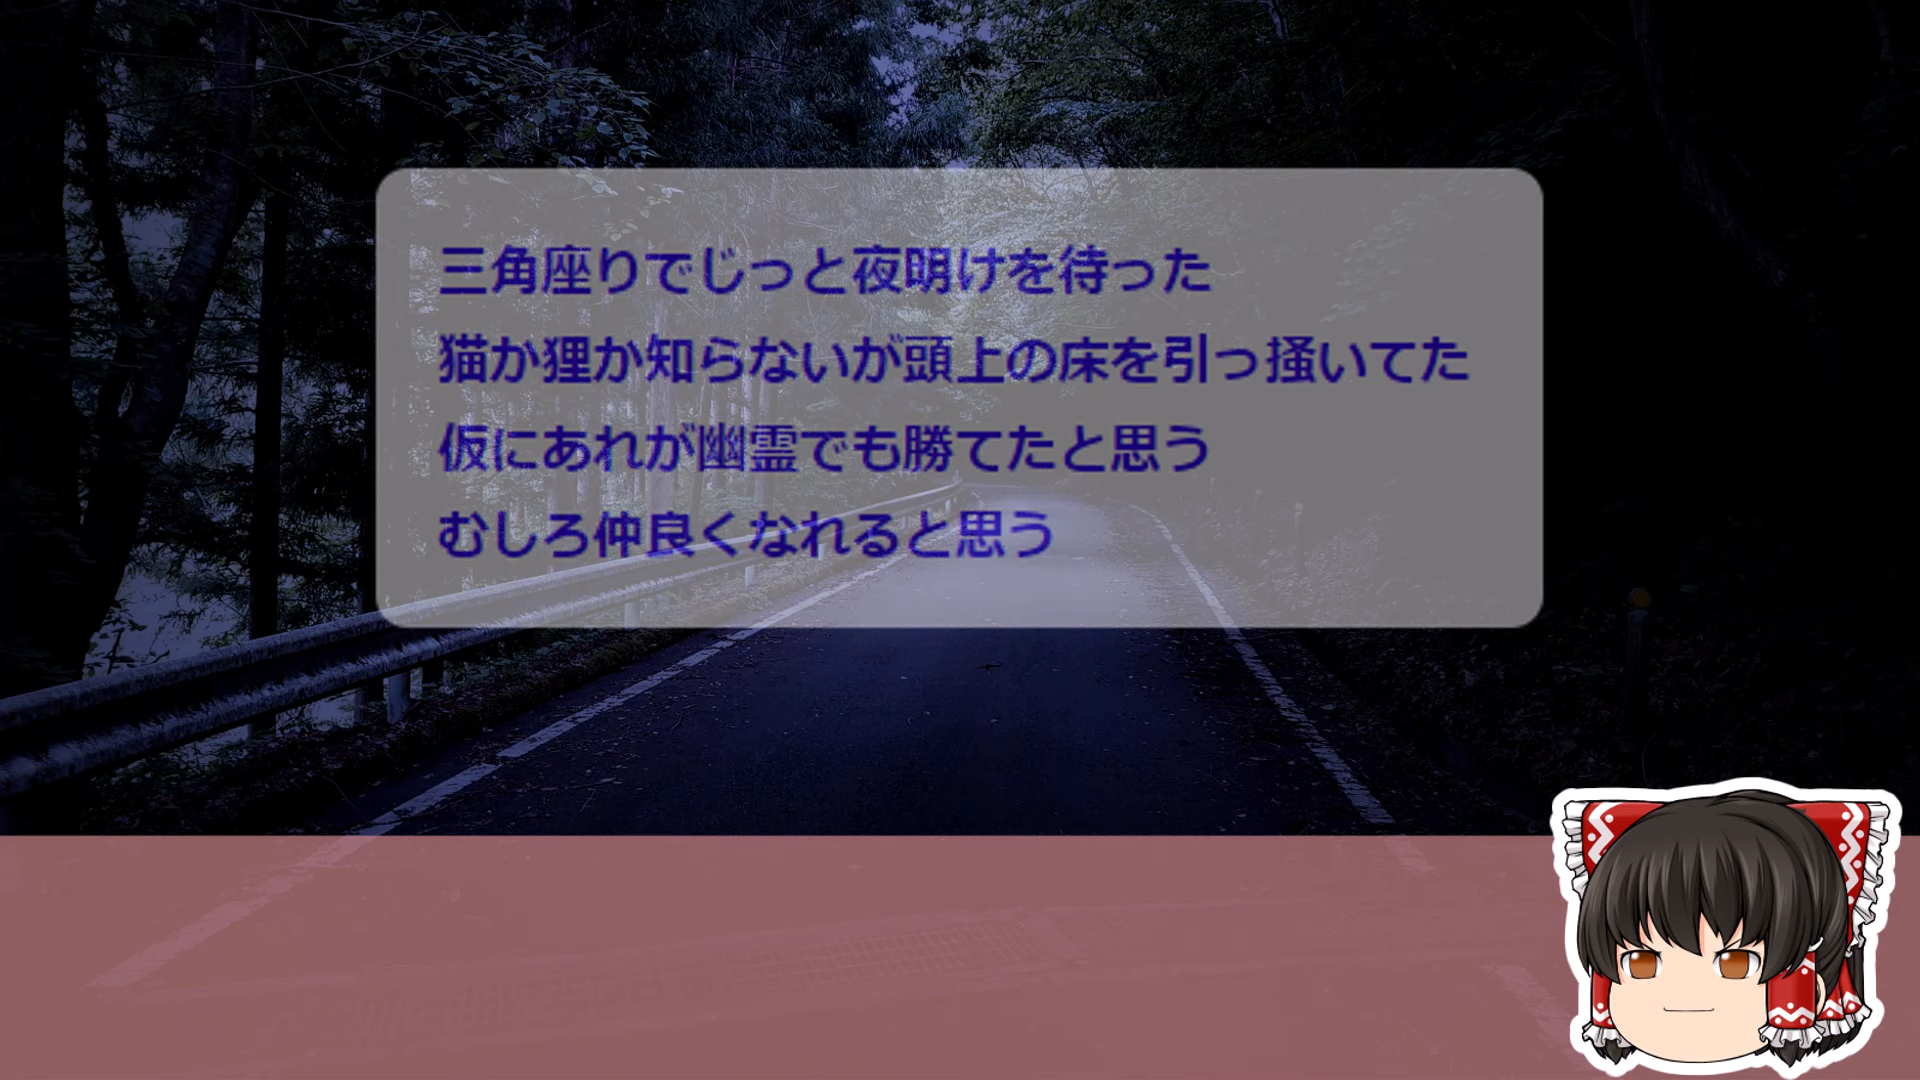 三角座りでじっと夜明けを待った
猫か狸か知らないが頭上の床を引っ掻いてた
仮にあれが幽霊でも勝てたと思う
むしろ仲良くなれると思う